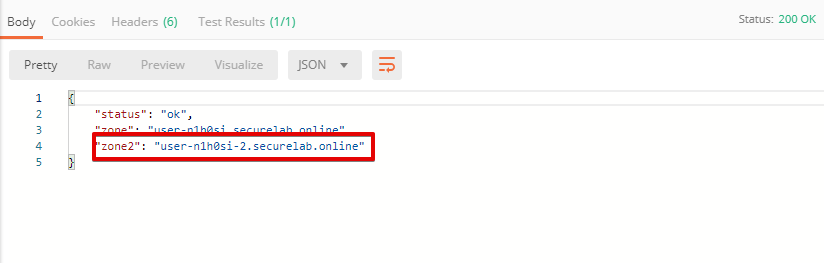 Body Cookies Headers (6) Test Results (1/1) Status: 200 OK
Pretty Raw Preview Visualize JSON
1 {
2 "status": "ok",
3 "zone": "user-n1h0si.securelab.online"
4 "zone2": "user-n1h0si-2.securelab.online"
5 }